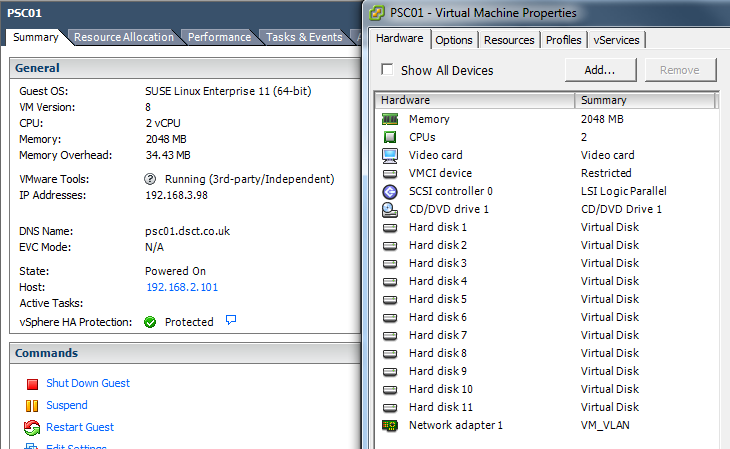 PSC01
Summary Resource Allocation Performance Tasks & Events
General
Guest OS: SUSE Linux Enterprise 11 (64-bit)
VM Version: 8
CPU: 2 vCPU
Memory: 2048 MB
Memory Overhead: 34.43 MB
VMware Tools: Running (3rd-party/Independent)
IP Addresses: 192.168.3.98
DNS Name: psc01.dsct.co.uk
EVC Mode: N/A
State: Powered On
Host: 192.168.2.101
Active Tasks:
vSphere HA Protection: Protected
Commands
Shut Down Guest
Suspend
Restart Guest
Edit Settings
PSC01 - Virtual Machine Properties
Hardware Options Resources Profiles vServices
Show All Devices Add... Remove
Hardware Summary
Memory 2048 MB
CPUs 2
Video card Video card
VMCI device Restricted
SCSI controller 0 LSI Logic Parallel
CD/DVD drive 1 CD/DVD Drive 1
Hard disk 1 Virtual Disk
Hard disk 2 Virtual Disk
Hard disk 3 Virtual Disk
Hard disk 4 Virtual Disk
Hard disk 5 Virtual Disk
Hard disk 6 Virtual Disk
Hard disk 7 Virtual Disk
Hard disk 8 Virtual Disk
Hard disk 9 Virtual Disk
Hard disk 10 Virtual Disk
Hard disk 11 Virtual Disk
Network adapter 1 VM_VLAN